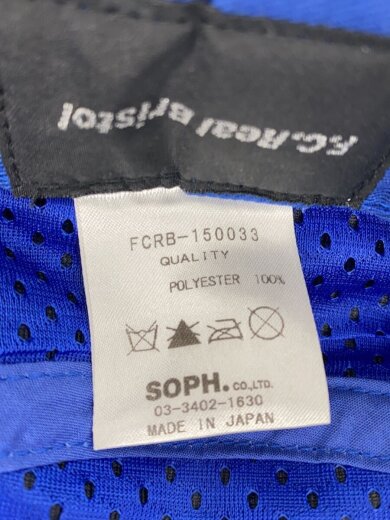 F.C.Real Bristol
FCRB-150033
QUALITY
POLYESTER 100%
SOPH.CO.,LTD.
03-3402-1630
MADE IN JAPAN